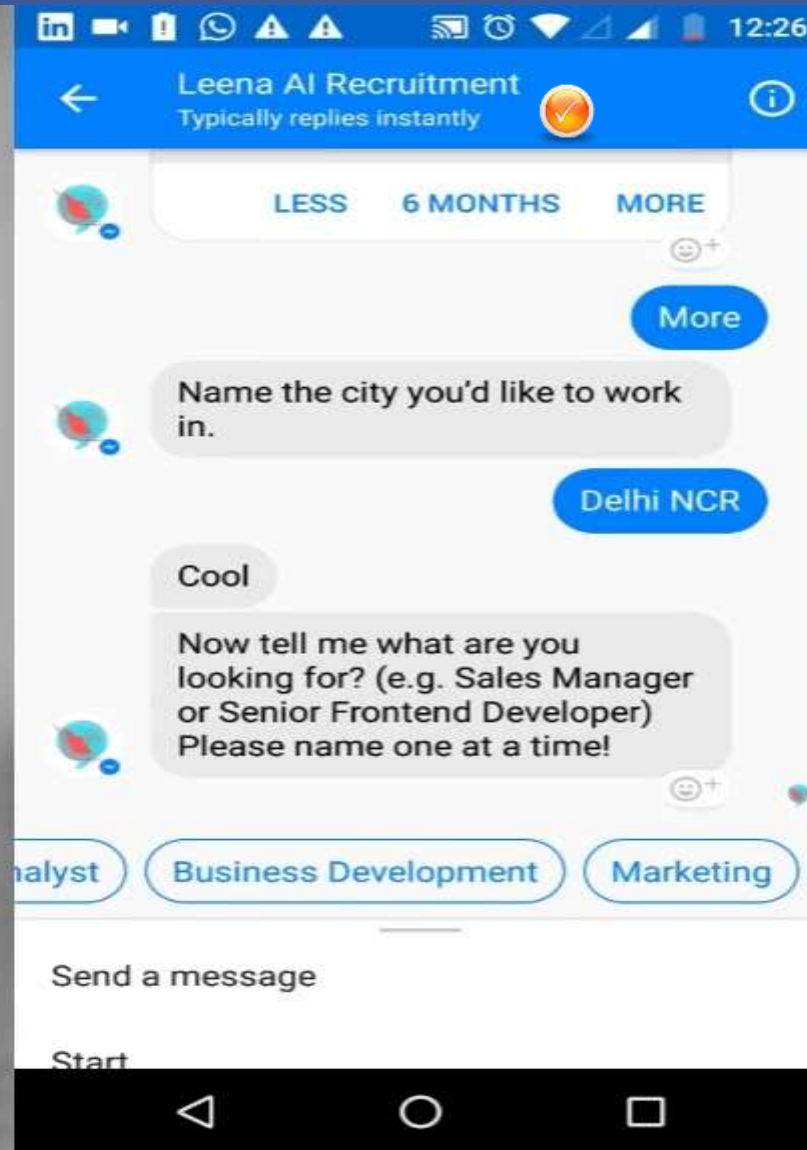 in
12:26
Leena AI Recruitment
Typically replies instantly
LESS 6 MONTHS MORE
More
Name the city you'd like to work
in.
Delhi NCR
Cool
Now tell me what are you
looking for? (e.g. Sales Manager
or Senior Frontend Developer)
Please name one at a time!
nalyst
Business Development
Marketing
Send a message
Start